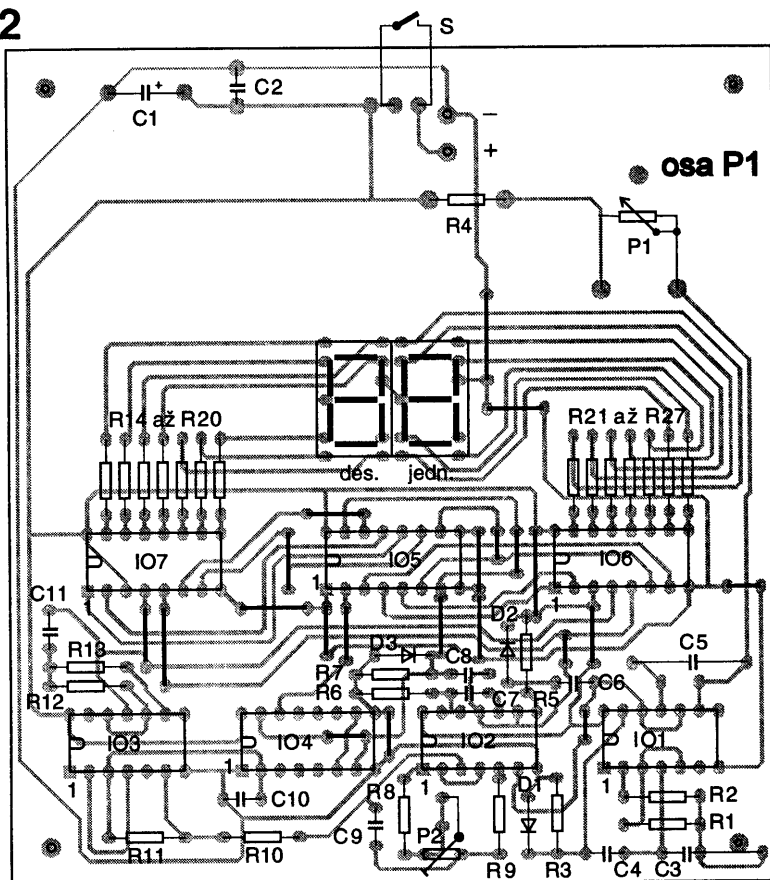 2
S
C2
C1
+
–
+
osa P1
R4
P1
R14 až R20
R21 až R27
des.
jedn.
IO7
IO5
IO6
1
1
1
C11
D2
D3
C8
C5
R13
R7
R12
R6
C7
R5
C6
IO3
IO4
IO2
IO1
1
1
1
1
D1
R8
C10
R2
P2
R1
C9
R11
R10
R9
R3
C4
C3